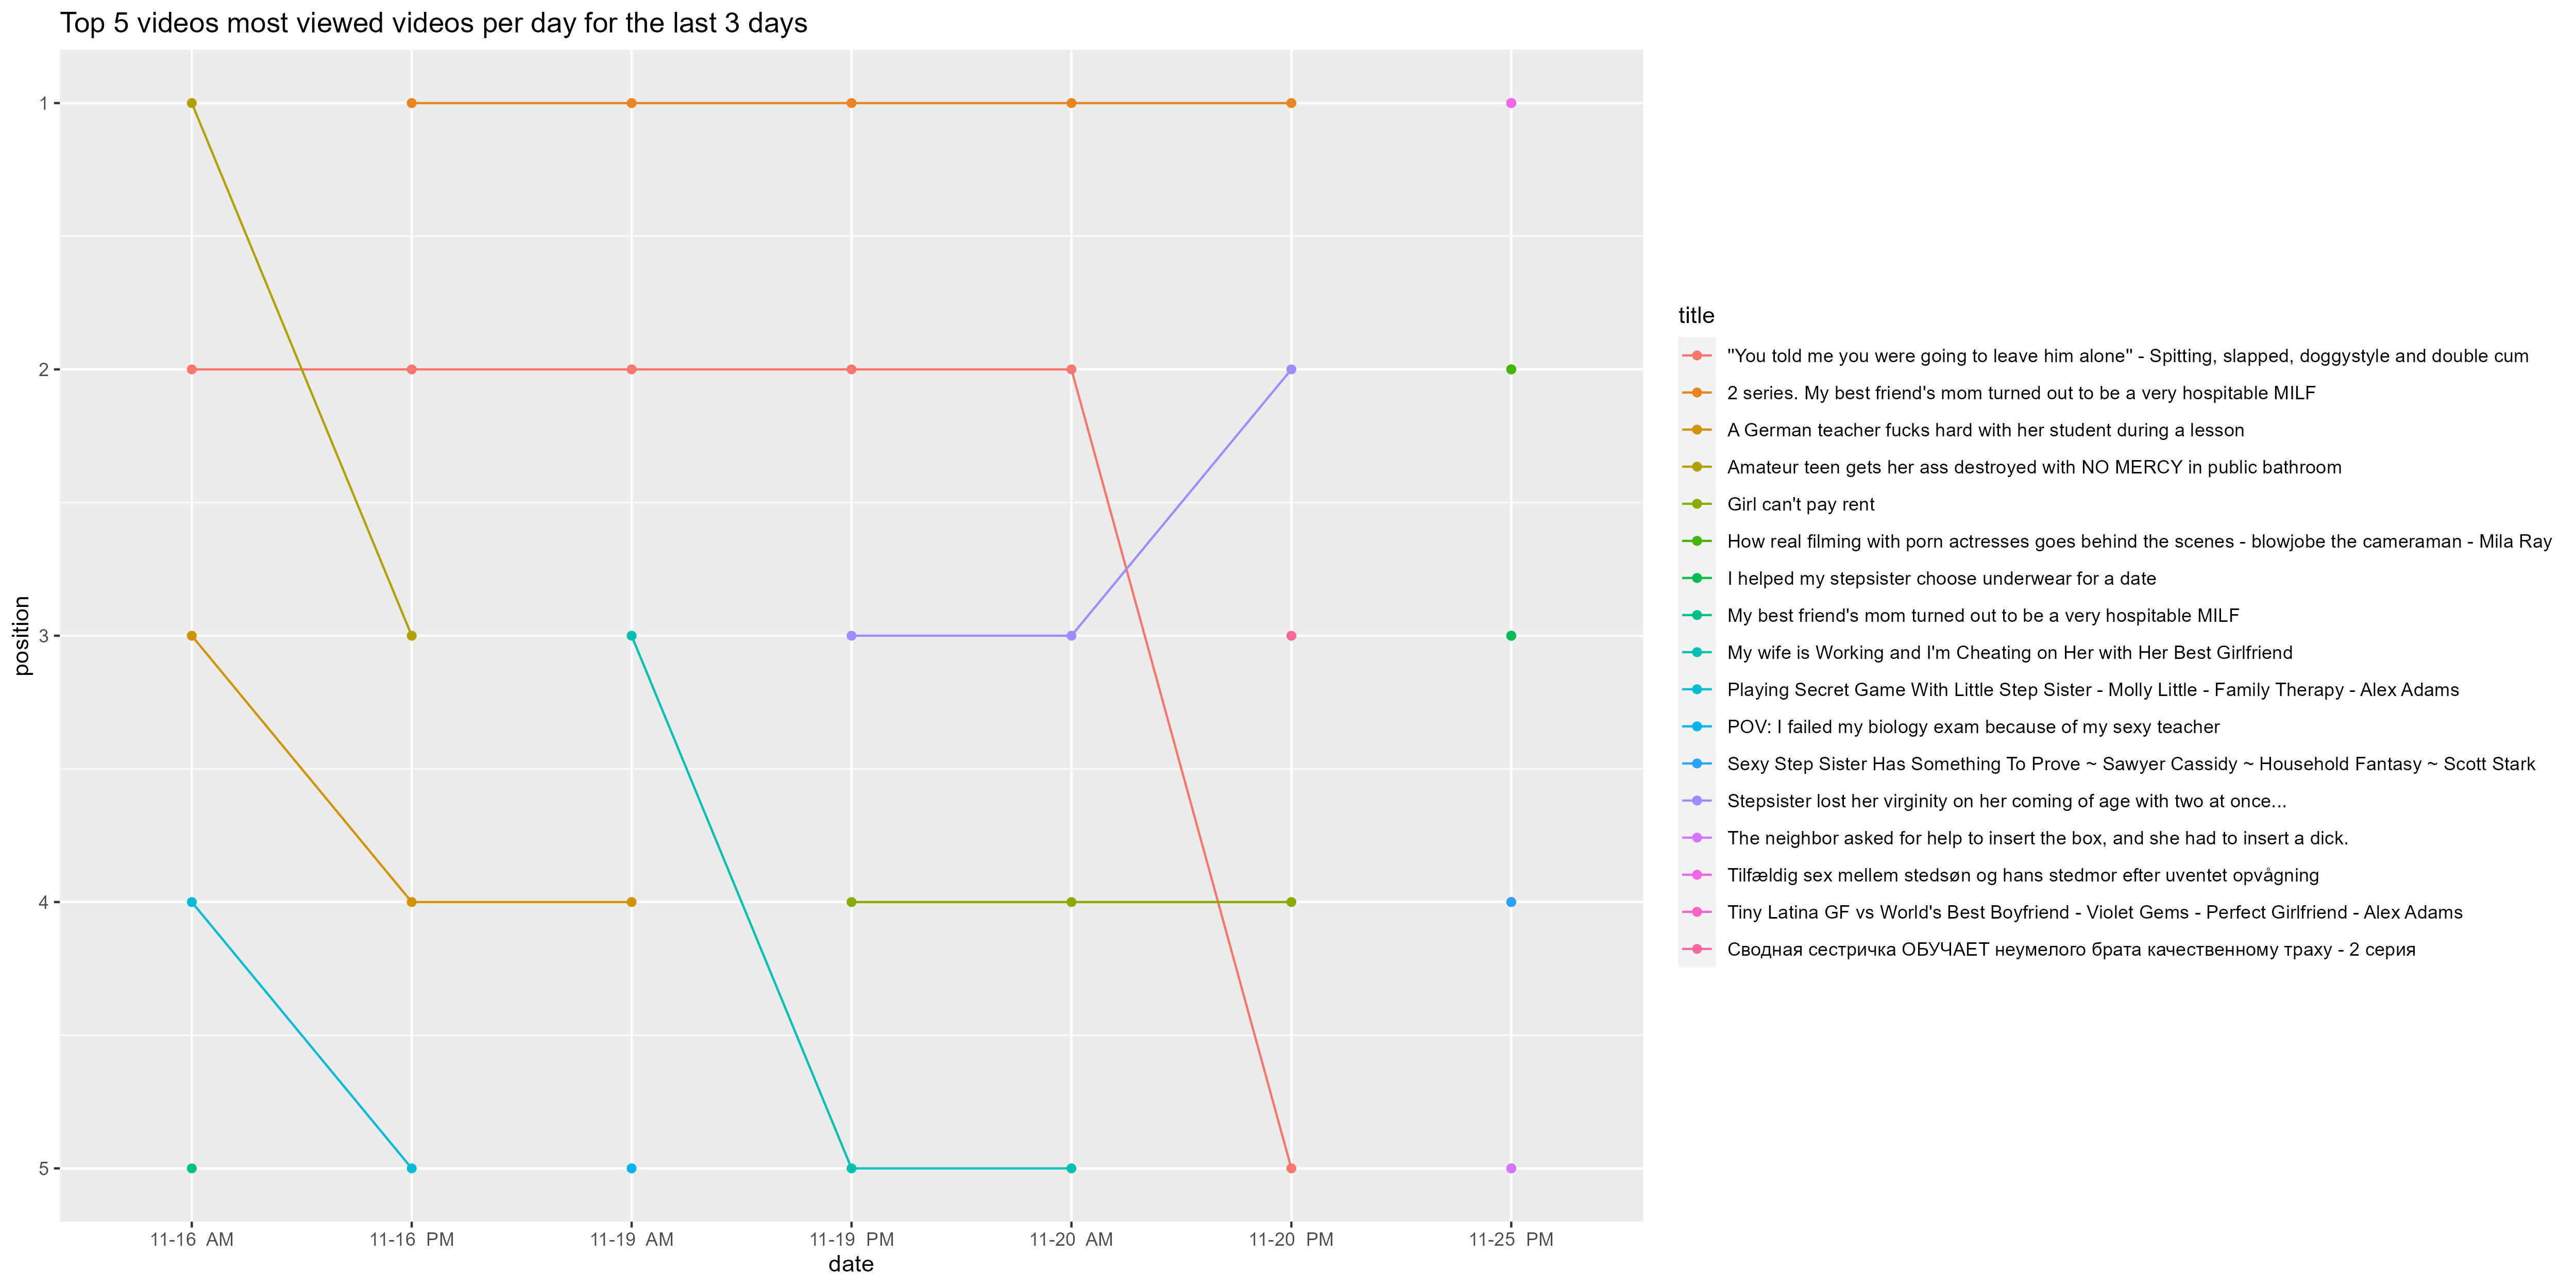 Top 5 videos most viewed videos per day for the last 3 days
1
2
3
4
5
position
11-16 AM
11-16 PM
11-19 AM
11-19 PM
11-20 AM
11-20 PM
11-25 PM
date
title
"You told me you were going to leave him alone" - Spitting, slapped, doggystyle and double cum
2 series. My best friend's mom turned out to be a very hospitable MILF
A German teacher fucks hard with her student during a lesson
Amateur teen gets her ass destroyed with NO MERCY in public bathroom
Girl can't pay rent
How real filming with porn actresses goes behind the scenes - blowjobe the cameraman - Mila Ray
I helped my stepsister choose underwear for a date
My best friend's mom turned out to be a very hospitable MILF
My wife is Working and I'm Cheating on Her with Her Best Girlfriend
Playing Secret Game With Little Step Sister - Molly Little - Family Therapy - Alex Adams
POV: I failed my biology exam because of my sexy teacher
Sexy Step Sister Has Something To Prove ~ Sawyer Cassidy ~ Household Fantasy ~ Scott Stark
Stepsister lost her virginity on her coming of age with two at once...
The neighbor asked for help to insert the box, and she had to insert a dick.
Tilfældig sex mellem stedsøn og hans stedmor efter uventet opvågning
Tiny Latina GF vs World's Best Boyfriend - Violet Gems - Perfect Girlfriend - Alex Adams
Сводная сестричка ОБУЧАЕТ неумелого брата качественному траху - 2 серия